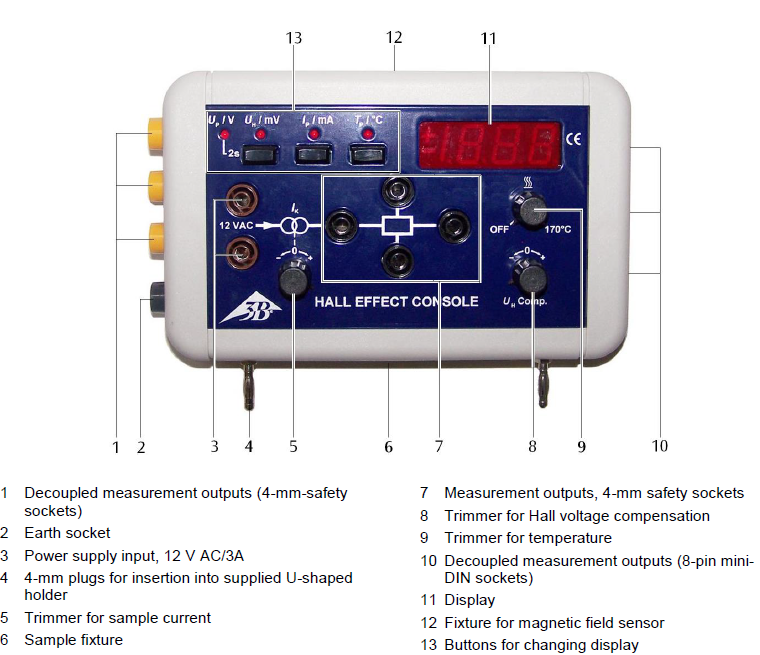 13 12 11
U_P / V U_H / mV I_P / mA T_P / °C
2s
-1888
CE
I_K
12 VAC
OFF 170°C
- 0 + - 0 +
3B HALL EFFECT CONSOLE U_H Comp.
1 2 3 4 5 6 7 8 9 10
1 Decoupled measurement outputs (4-mm-safety
sockets)
2 Earth socket
3 Power supply input, 12 V AC/3A
4 4-mm plugs for insertion into supplied U-shaped
holder
5 Trimmer for sample current
6 Sample fixture
7 Measurement outputs, 4-mm safety sockets
8 Trimmer for Hall voltage compensation
9 Trimmer for temperature
10 Decoupled measurement outputs (8-pin mini-
DIN sockets)
11 Display
12 Fixture for magnetic field sensor
13 Buttons for changing display